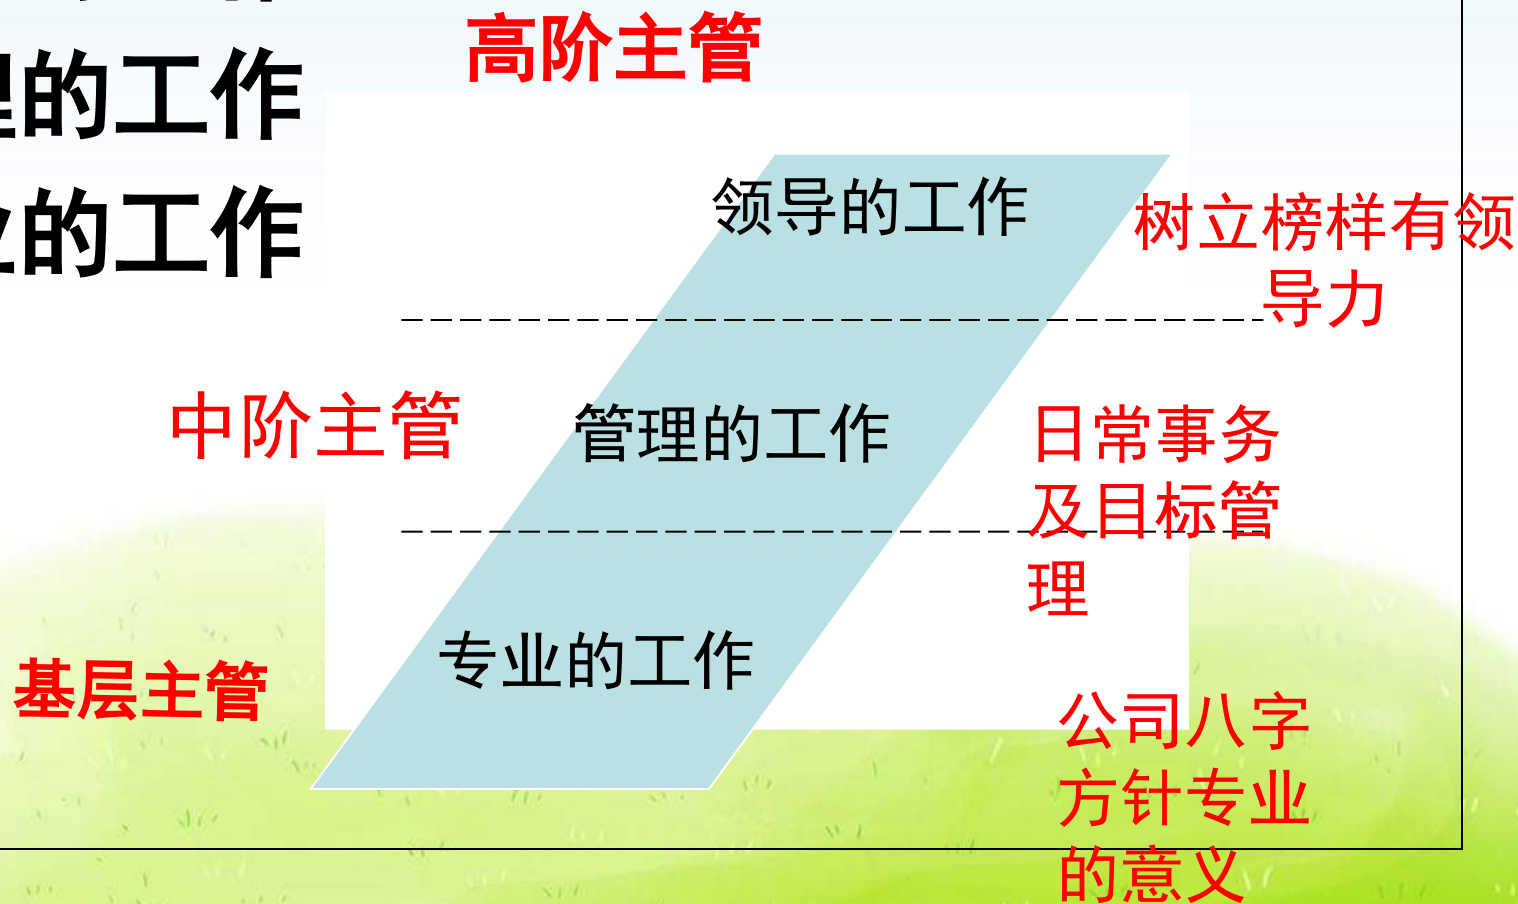 的工作
的工作
高阶主管
领导的工作
树立榜样有领
导力
中阶主管
管理的工作
日常事务
及目标管
理
基层主管
专业的工作
公司八字
方针专业
的意义